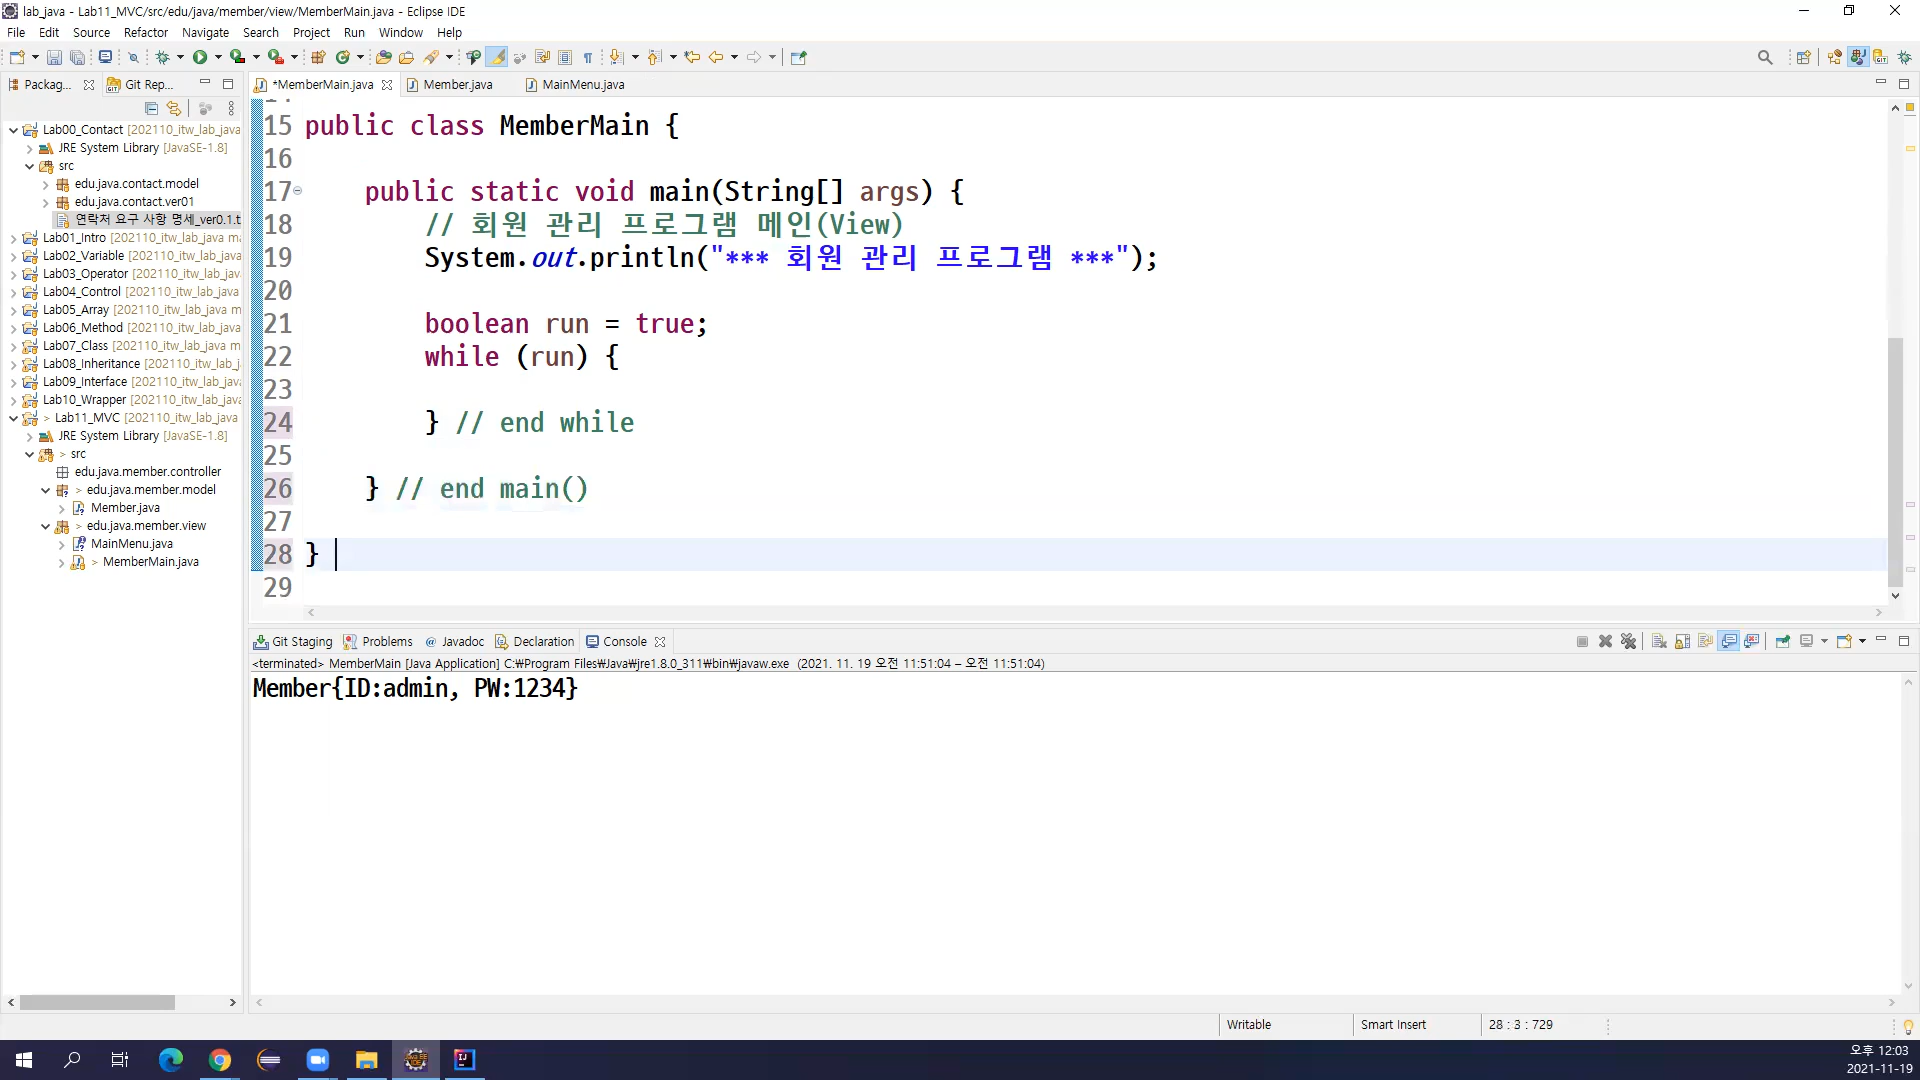 lab_java - Lab11_MVC/src/edu/java/member/view/MemberMain.java - Eclipse IDE
File Edit Source Refactor Navigate Search Project Run Window Help
Packag... Git Rep...
*MemberMain.java Member.java MainMenu.java
Lab00_Contact [202110_itw_lab_java
JRE System Library [JavaSE-1.8]
src
edu.java.contact.model
edu.java.contact.ver01
연락처 요구 사항 명세_ver0.1.t
Lab01_Intro [202110_itw_lab_java ma
Lab02_Variable [202110_itw_lab_java
Lab03_Operator [202110_itw_lab_java
Lab04_Control [202110_itw_lab_java
Lab05_Array [202110_itw_lab_java m
Lab06_Method [202110_itw_lab_java
Lab07_Class [202110_itw_lab_java m
Lab08_Inheritance [202110_itw_lab_j
Lab09_Interface [202110_itw_lab_java
Lab10_Wrapper [202110_itw_lab_java
> Lab11_MVC [202110_itw_lab_java
JRE System Library [JavaSE-1.8]
> src
edu.java.member.controller
> edu.java.member.model
Member.java
> edu.java.member.view
MainMenu.java
> MemberMain.java
15 public class MemberMain {
16
17 public static void main(String[] args) {
18 // 회원 관리 프로그램 메인(View)
19 System.out.println("*** 회원 관리 프로그램 ***");
20
21 boolean run = true;
22 while (run) {
23
24 } // end while
25
26 } // end main()
27
28 }
29
Git Staging Problems @ Javadoc Declaration Console
<terminated> MemberMain [Java Application] C:₩Program Files₩Java₩jre1.8.0_311₩bin₩javaw.exe (2021. 11. 19 오전 11:51:04 – 오전 11:51:04)
Member{ID:admin, PW:1234}
Writable Smart Insert 28 : 3 : 729
오후 12:03
2021-11-19